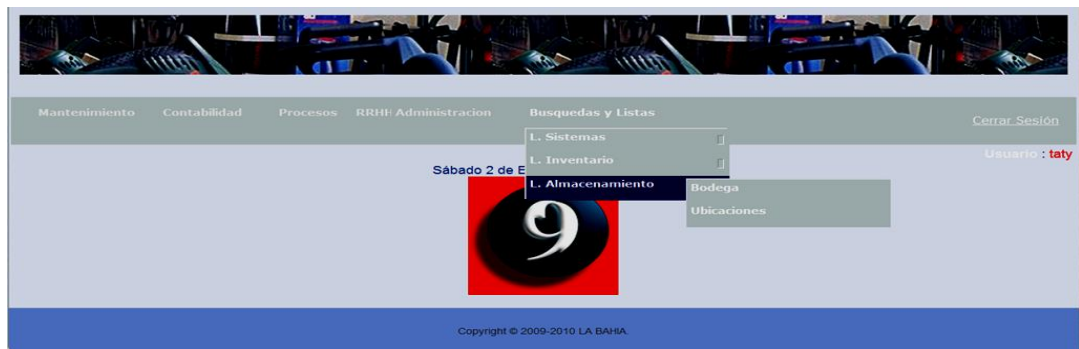 Mantenimiento Contabilidad Procesos RRHH Administracion Busquedas y Listas
Cerrar Sesión
L. Sistemas
Usuario : taty
L. Inventario
Sábado 2 de E
L. Almacenamiento
Bodega
Ubicaciones
9
Copyright © 2009-2010 LA BAHIA.